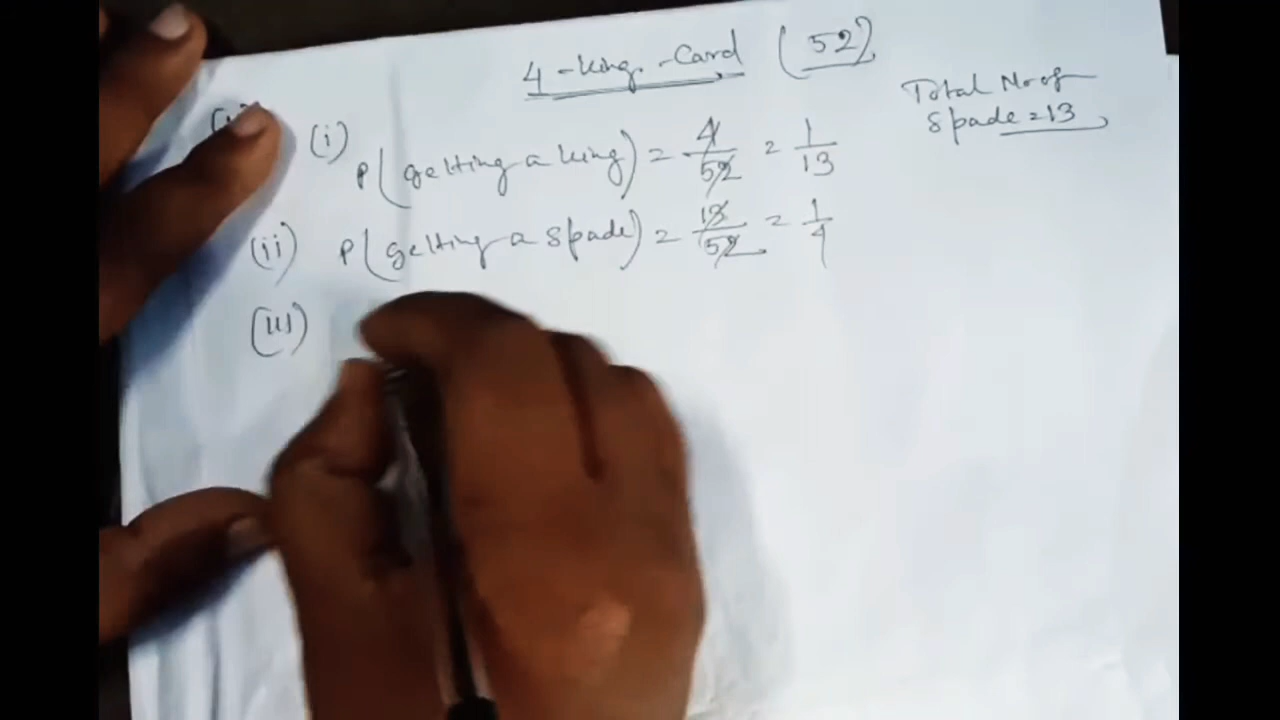 4-king-Card (52)
Total No of
Spade = 13
(i) P(getting a king) = 4/52 = 1/13
(ii) P(getting a spade) = 13/52 = 1/4
(iii)